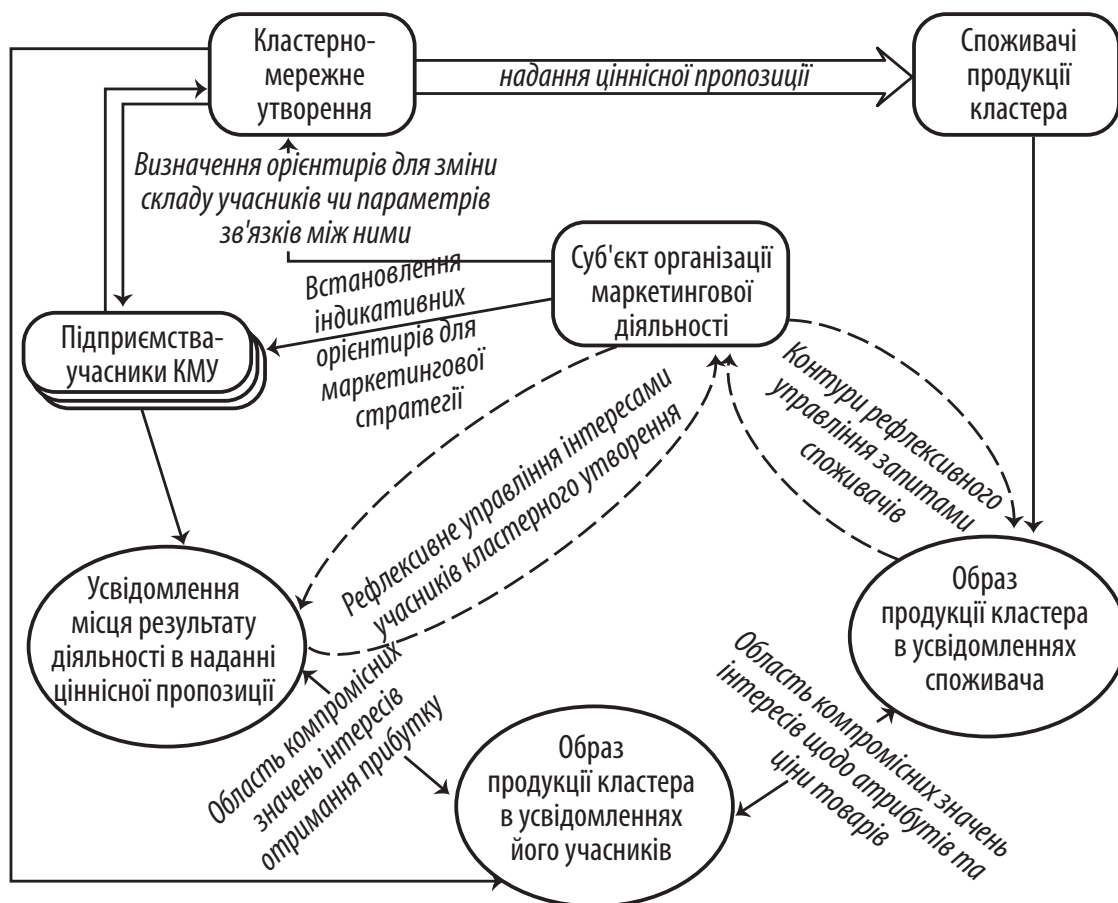 Кластерно-
мережне
утворення
надання ціннісної пропозиції
Споживачі
продукції
кластера
Визначення орієнтирів для зміни
складу учасників чи параметрів
зв'язків між ними
Суб'єкт організації
маркетингової
діяльності
Встановлення
індикативних
орієнтирів для
маркетингової
стратегії
Підприємства-
учасники КМУ
Контури рефлексивного
управління запитами
споживачів
Рефлексивне управління інтересами
учасників кластерного утворення
Усвідомлення
місця результату
діяльності в наданні
ціннісної пропозиції
Образ
продукції кластера
в усвідомленнях
споживача
Область компромісних
значень інтересів
отримання прибутку
Образ
продукції кластера
в усвідомленнях
його учасників
Область компромісних значень
інтересів щодо атрибутів та
ціни товарів